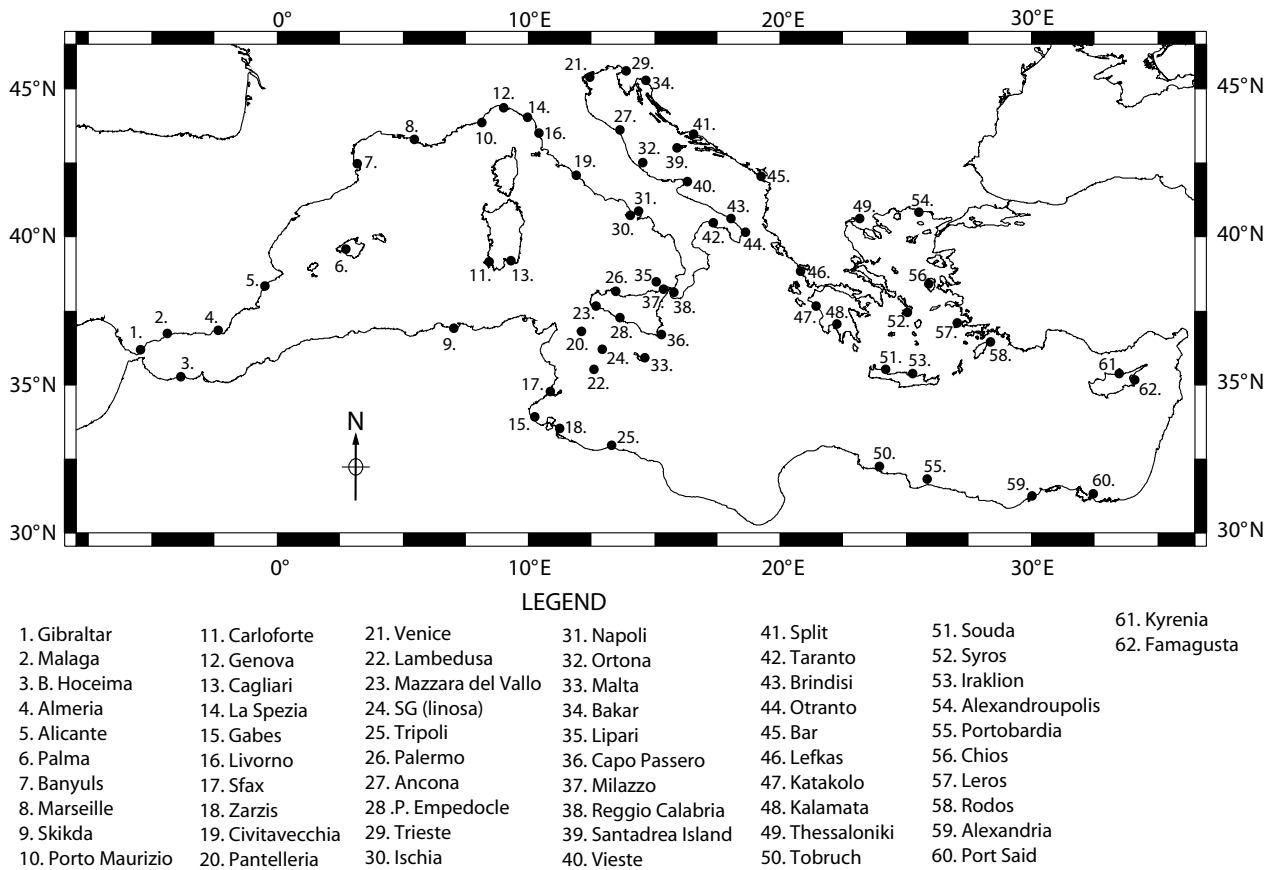 0° 10°E 20°E 30°E
45°N 45°N
40°N 40°N
35°N 35°N
30°N 30°N
0° 10°E 20°E 30°E
21. 29.
34.
12. 14.
10. 16.
8.
7.
27.
41.
32. 39.
19. 40. 45.
31.
30.
43.
42. 44.
49. 54.
6.
5.
11. 13.
46.
56.
26. 35
37. 38.
23.
28.
36.
47. 48.
52. 57.
58.
1. 2. 4.
3.
9.
20. 24.
33.
22.
51. 53.
61
62.
17.
15. 18.
25.
50.
55.
59. 60.
N
LEGEND
1. Gibraltar
2. Malaga
3. B. Hoceima
4. Almeria
5. Alicante
6. Palma
7. Banyuls
8. Marseille
9. Skikda
10. Porto Maurizio
11. Carloforte
12. Genova
13. Cagliari
14. La Spezia
15. Gabes
16. Livorno
17. Sfax
18. Zarzis
19. Civitavecchia
20. Pantelleria
21. Venice
22. Lambedusa
23. Mazzara del Vallo
24. SG (linosa)
25. Tripoli
26. Palermo
27. Ancona
28 .P. Empedocle
29. Trieste
30. Ischia
31. Napoli
32. Ortona
33. Malta
34. Bakar
35. Lipari
36. Capo Passero
37. Milazzo
38. Reggio Calabria
39. Santadrea Island
40. Vieste
41. Split
42. Taranto
43. Brindisi
44. Otranto
45. Bar
46. Lefkas
47. Katakolo
48. Kalamata
49. Thessaloniki
50. Tobruch
51. Souda
52. Syros
53. Iraklion
54. Alexandroupolis
55. Portobardia
56. Chios
57. Leros
58. Rodos
59. Alexandria
60. Port Said
61. Kyrenia
62. Famagusta